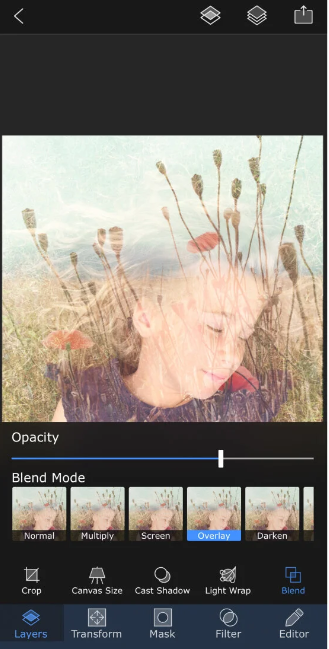 Opacity
Blend Mode
Normal Multiply Screen Overlay Darken
Crop Canvas Size Cast Shadow Light Wrap Blend
Layers Transform Mask Filter Editor